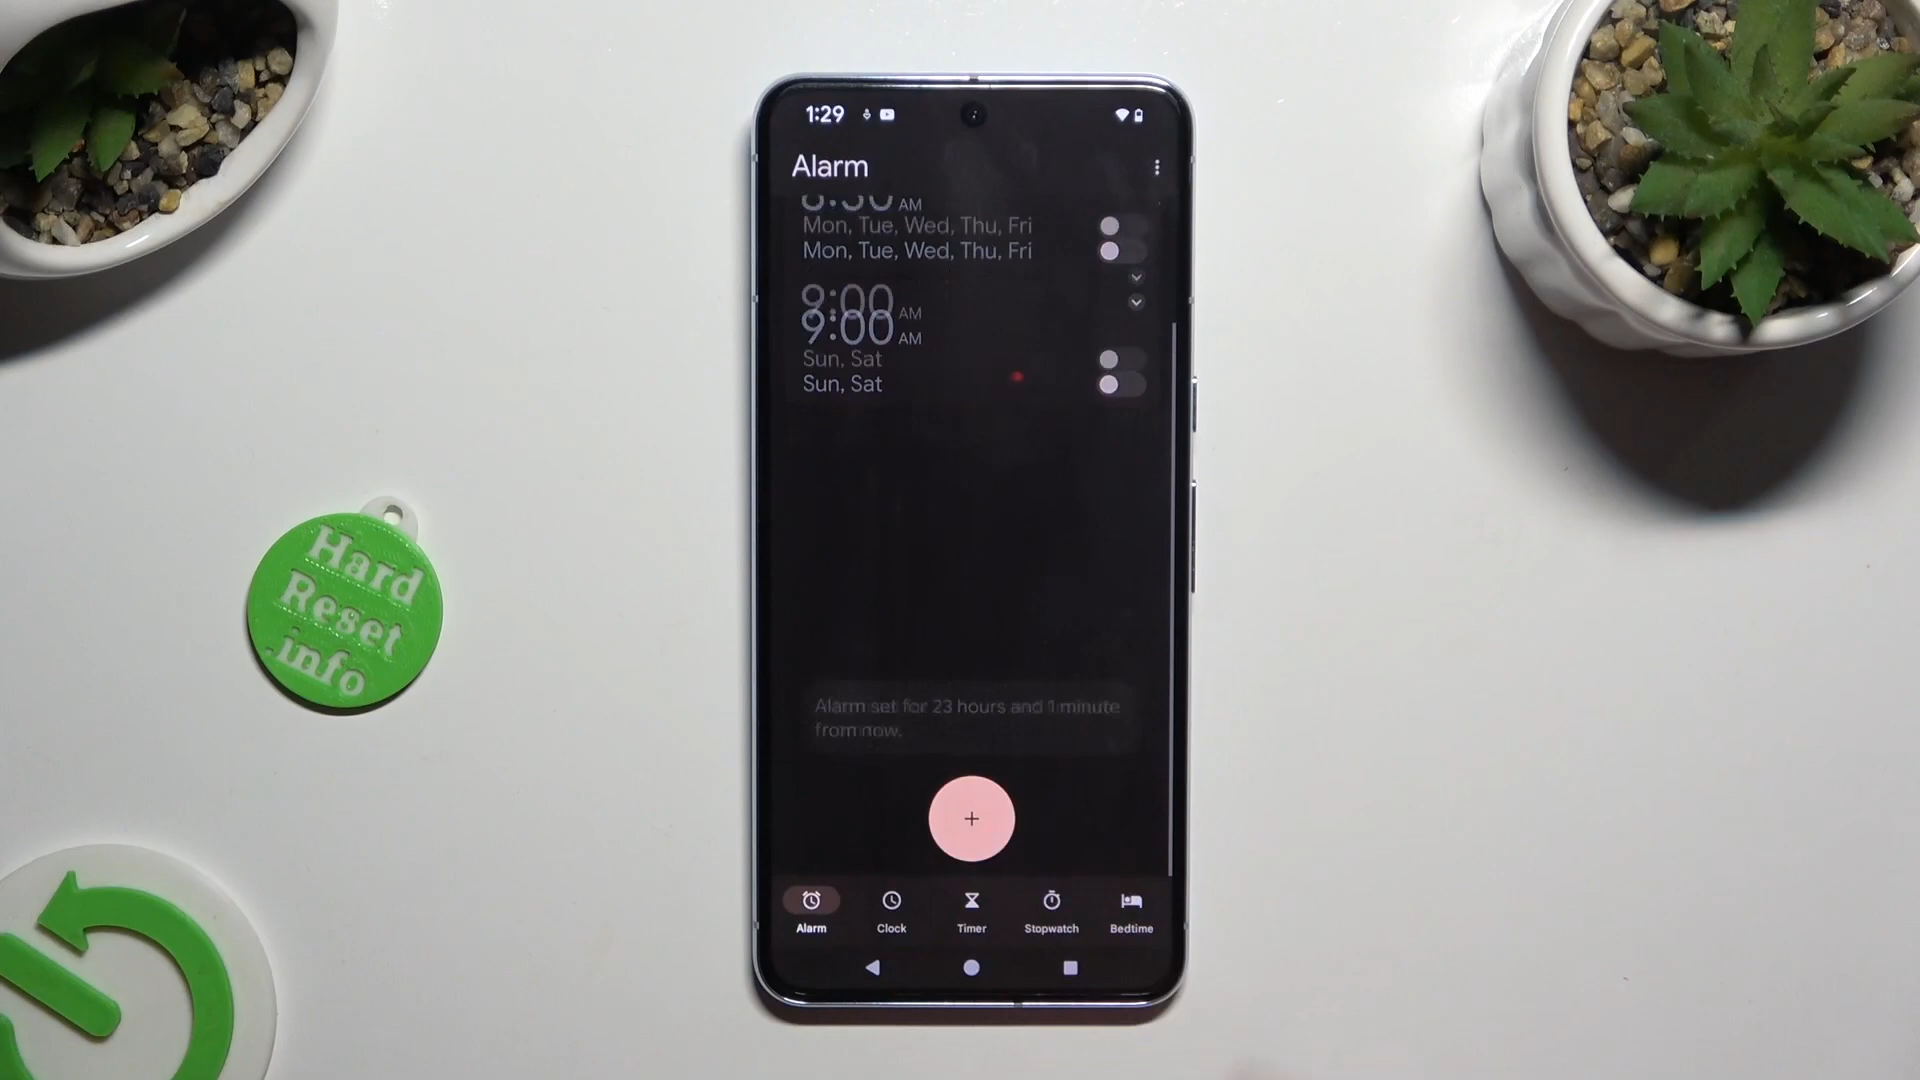 1:29
Alarm
AM
Mon, Tue, Wed, Thu, Fri
Mon, Tue, Wed, Thu, Fri
9:00 AM
9:00 AM
Sun, Sat
Sun, Sat
Alarm set for 23 hours and 1 minute
from now.
+
Alarm Clock Timer Stopwatch Bedtime
Hard
Reset
.info